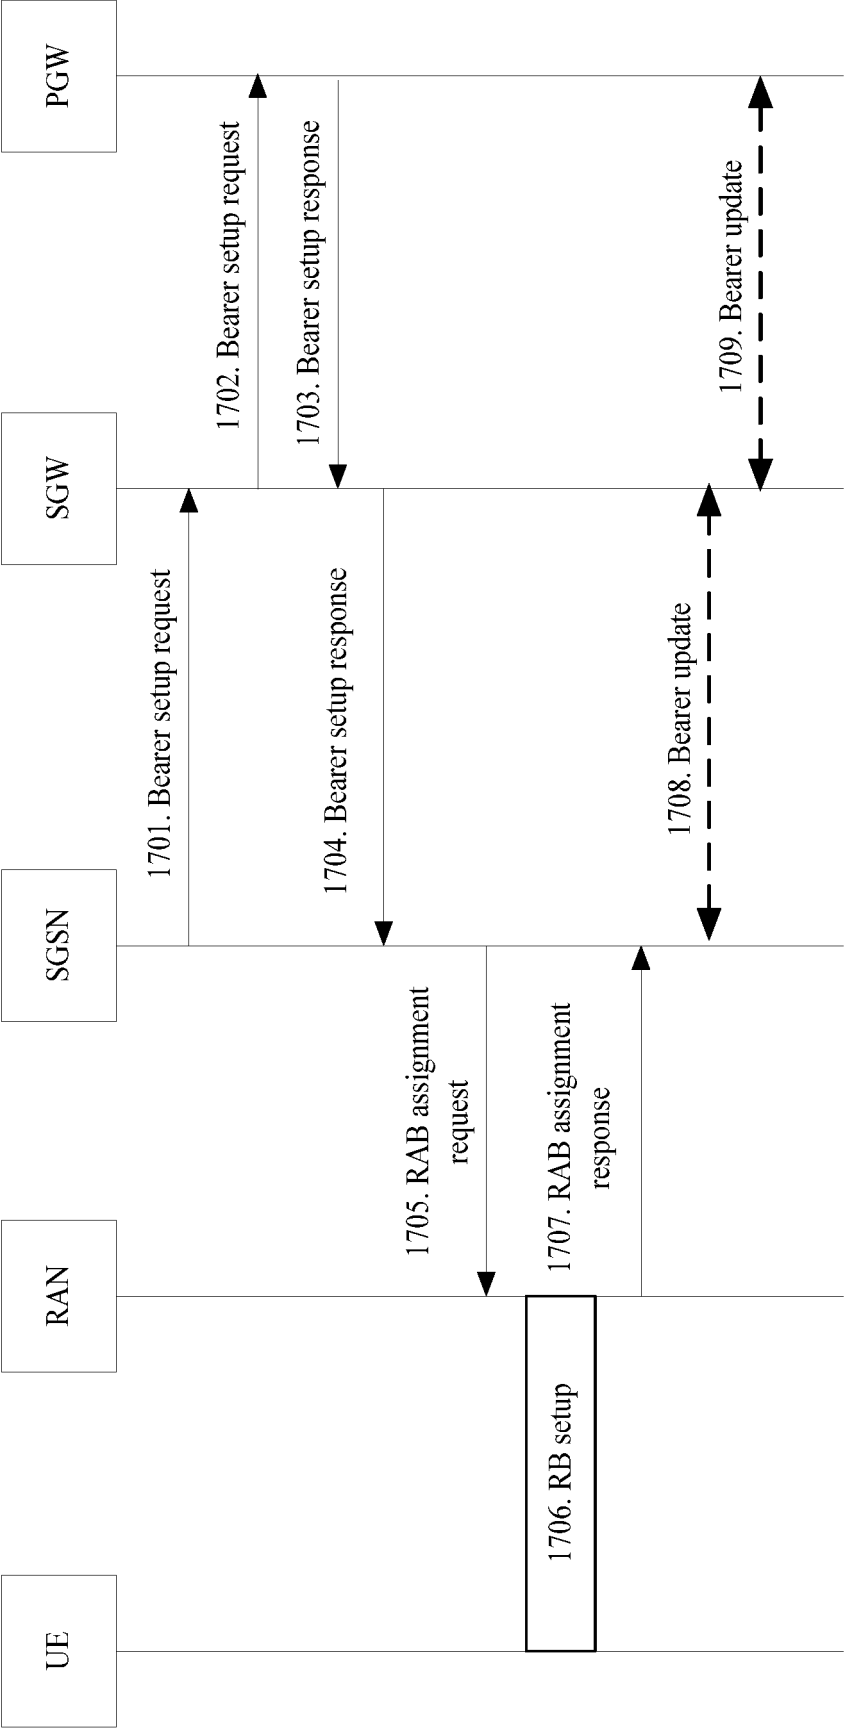 UE
RAN
SGSN
SGW
PGW
1701. Bearer setup request
1702. Bearer setup request
1703. Bearer setup response
1704. Bearer setup response
1705. RAB assignment
request
1706. RB setup
1707. RAB assignment
response
1708. Bearer update
1709. Bearer update